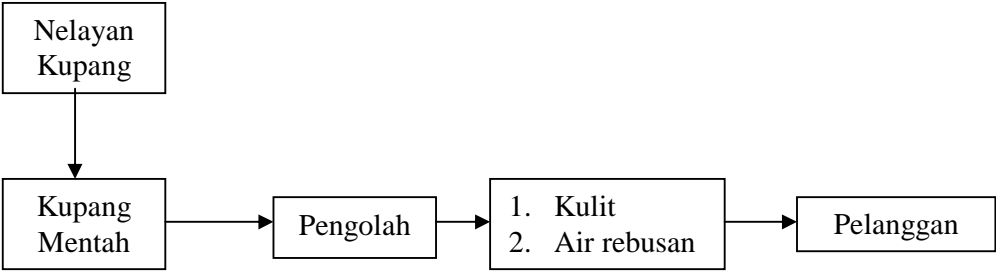 Nelayan
Kupang
Kupang
Mentah
Pengolah
1. Kulit
2. Air rebusan
Pelanggan